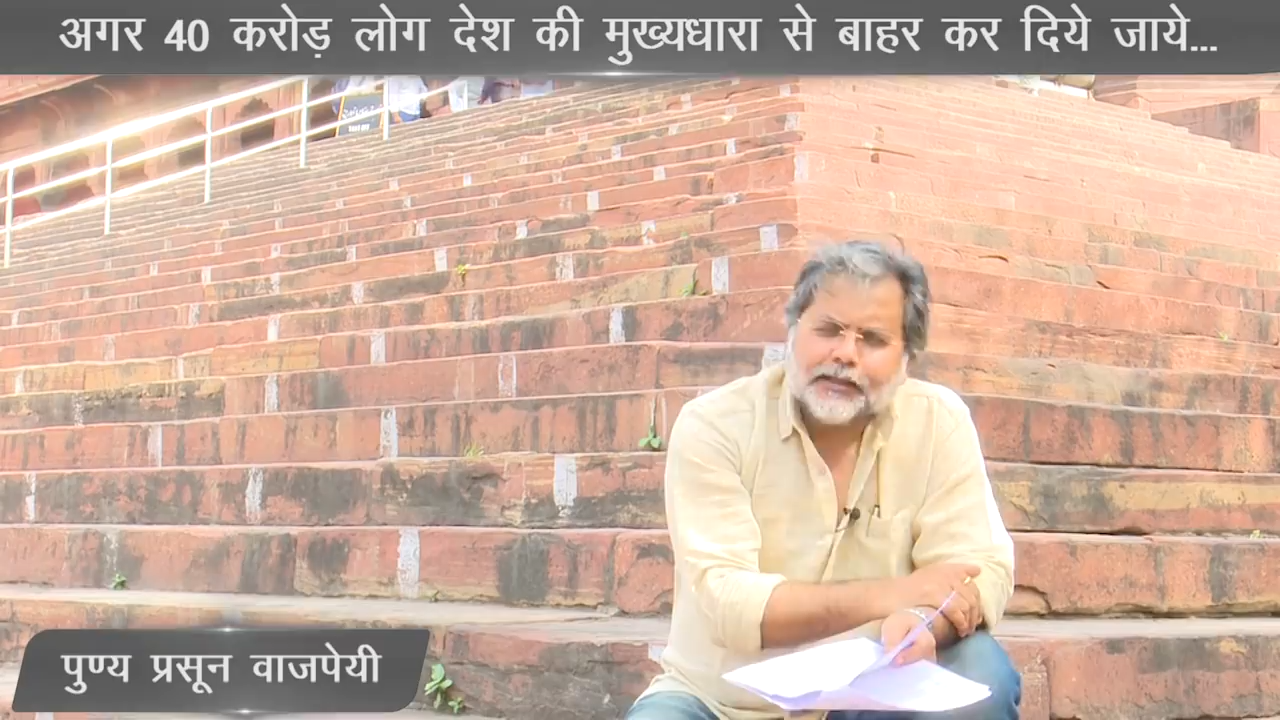 अगर 40 करोड़ लोग देश की मुख्यधारा से बाहर कर दिये जाये...
पुण्य प्रसून वाजपेयी